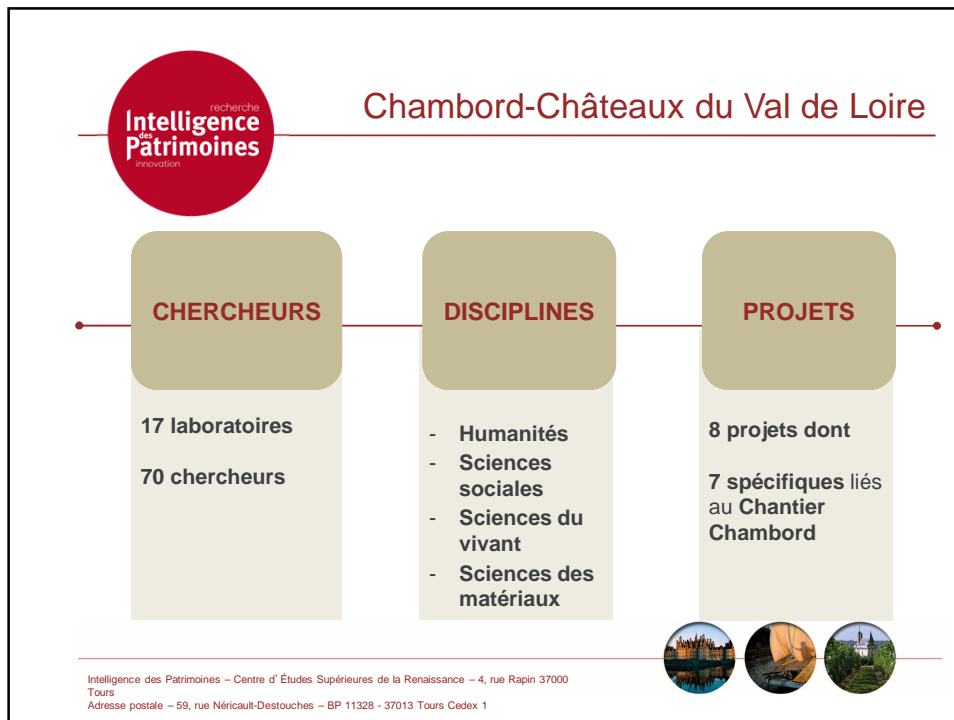 recherche
Intelligence
des
Patrimoines
innovation
Chambord-Châteaux du Val de Loire
CHERCHEURS
17 laboratoires
70 chercheurs
DISCIPLINES
- Humanités
- Sciences
sociales
- Sciences du
vivant
- Sciences des
matériaux
PROJETS
8 projets dont
7 spécifiques liés
au Chantier
Chambord
Intelligence des Patrimoines – Centre d’Études Supérieures de la Renaissance – 4, rue Rapin 37000
Tours
Adresse postale – 59, rue Néricault-Destouches – BP 11328 - 37013 Tours Cedex 1